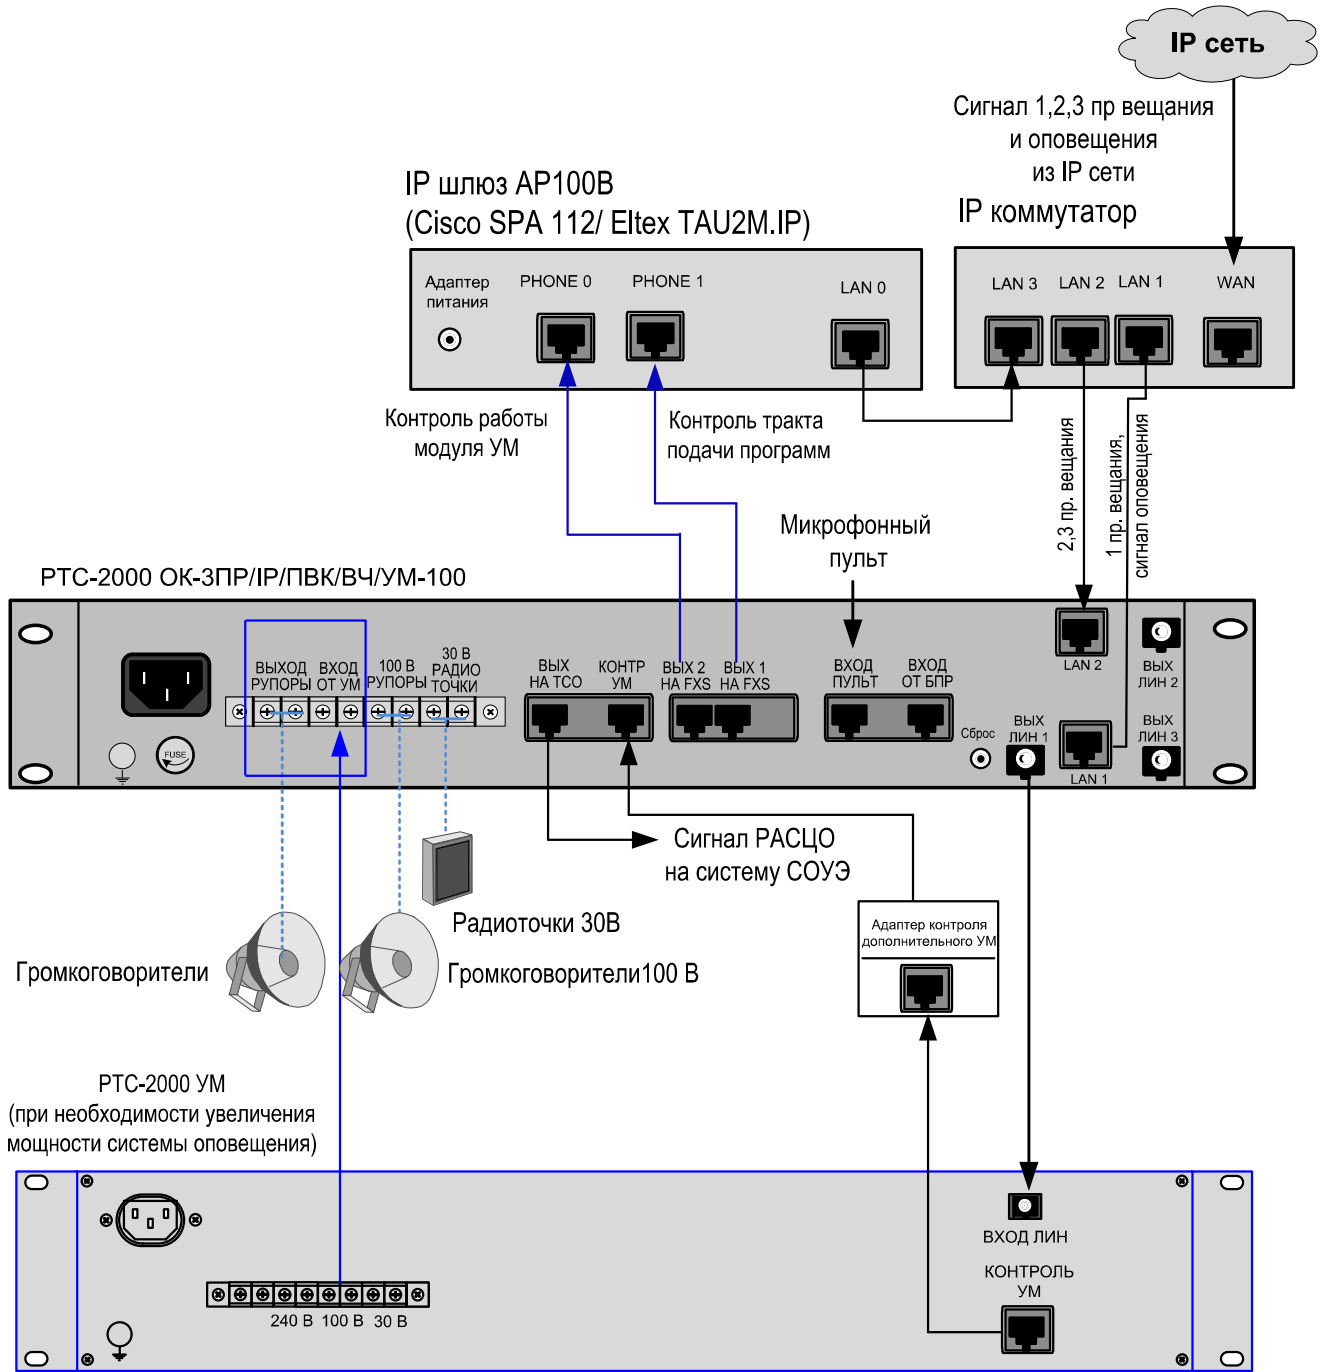 IP сеть
Сигнал 1,2,3 пр вещания
и оповещения
из IP сети
IP коммутатор
IP шлюз АР100В
(Cisco SPA 112/ Eltex TAU2M.IP)
Адаптер
питания
PHONE 0
PHONE 1
LAN 0
LAN 3
LAN 2
LAN 1
WAN
Контроль работы
модуля УМ
Контроль тракта
подачи программ
2,3 пр. вещания
1 пр. вещания,
сигнал оповещения
Микрофонный
пульт
РТС-2000 ОК-3ПР/IP/ПВК/ВЧ/УМ-100
ВЫХОД
РУПОРЫ
ВХОД
ОТ УМ
100 В
РУПОРЫ
30 В
РАДИО
ТОЧКИ
ВЫХ
НА ТСО
КОНТР
УМ
ВЫХ 2
НА FXS
ВЫХ 1
НА FXS
ВХОД
ПУЛЬТ
ВХОД
ОТ БПР
LAN 2
ВЫХ
ЛИН 2
FUSE
Сброс
ВЫХ
ЛИН 1
LAN 1
ВЫХ
ЛИН 3
Сигнал РАСЦО
на систему СОУЭ
Радиоточки 30В
Громкоговорители
Громкоговорители100 В
Адаптер контроля
дополнительного УМ
РТС-2000 УМ
(при необходимости увеличения
мощности системы оповещения)
ВХОД ЛИН
КОНТРОЛЬ
УМ
240 В 100 В 30 В